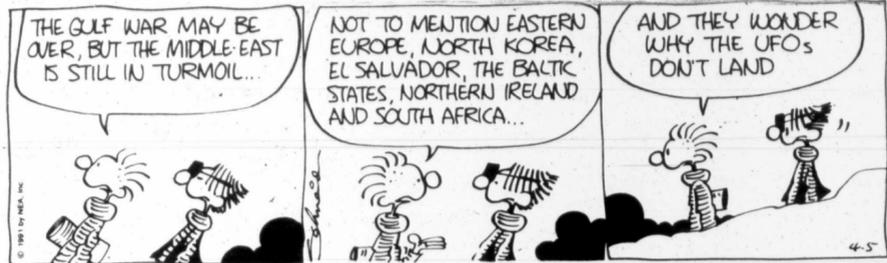 THE GULF WAR MAY BE
OVER, BUT THE MIDDLE-EAST
IS STILL IN TURMOIL...
© 1991 by NEA, Inc.
NOT TO MENTION EASTERN
EUROPE, NORTH KOREA,
EL SALVADOR, THE BALTIC
STATES, NORTHERN IRELAND
AND SOUTH AFRICA...
AND THEY WONDER
WHY THE UFOs
DON'T LAND
4-5